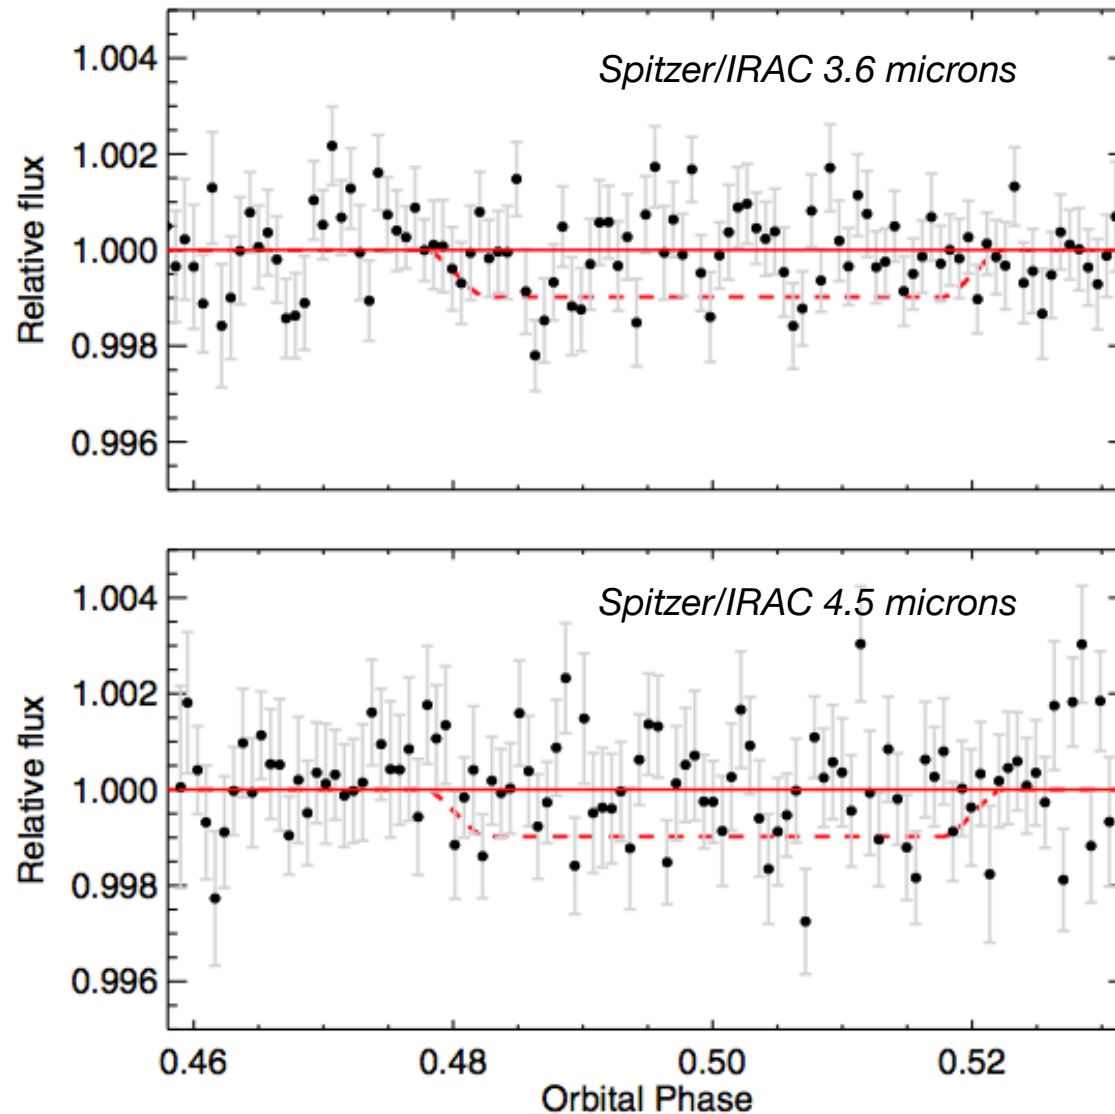 Spitzer/IRAC 3.6 microns
Relative flux
1.004
1.002
1.000
0.998
0.996
Spitzer/IRAC 4.5 microns
Relative flux
1.004
1.002
1.000
0.998
0.996
0.46 0.48 0.50 0.52
Orbital Phase